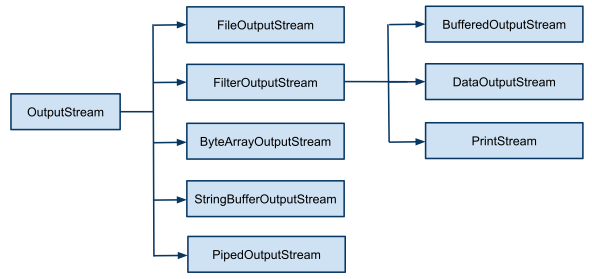 FileOutputStream
BufferedOutputStream
FilterOutputStream
DataOutputStream
OutputStream
ByteArrayOutputStream
PrintStream
StringBufferOutputStream
PipedOutputStream